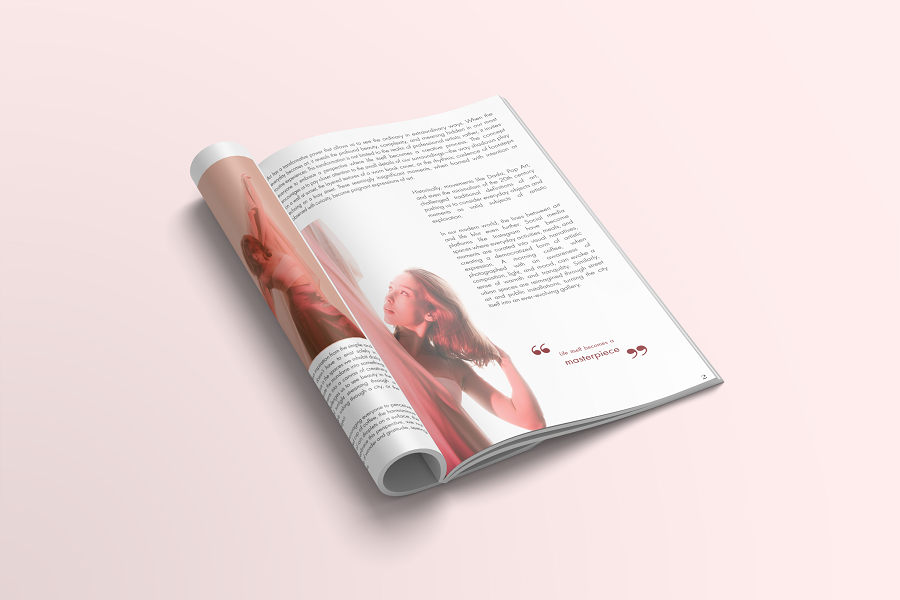 Art has a transformative power that allows us to see the ordinary in extraordinary ways. When the
everyday becomes art, it reveals the profound beauty, complexity, and meaning hidden in our most
routine experiences. This transformation is not limited to the realm of professional artists; rather, it invites
everyone to embrace a perspective where life itself becomes a creative process. The concept
encourages us to pay closer attention to the small details of our surroundings—the way shadows play
on a wall at sunset, the layered textures of a worn book cover, or the rhythmic cadence of footsteps
echoing on a busy street. These seemingly insignificant moments, when framed with intention or
observed with curiosity, become poignant expressions of art.
Historically, movements like Dada, Pop Art,
and even the minimalism of the 20th century
challenged traditional definitions of art,
pushing us to consider everyday objects and
moments as valid subjects of artistic
exploration.
In our modern world, the lines between art
and life blur even further. Social media
platforms like Instagram have become
spaces where everyday activities, meals, and
moments are curated into visual narratives,
creating a democratized form of artistic
expression. A morning coffee, when
photographed with an awareness of
composition, light, and mood, can evoke a
sense of warmth and tranquility. Similarly,
urban spaces are reimagined through street
art and public installations, turning the city
itself into an ever-evolving gallery.
❝ Life itself becomes a
masterpiece ❞
2